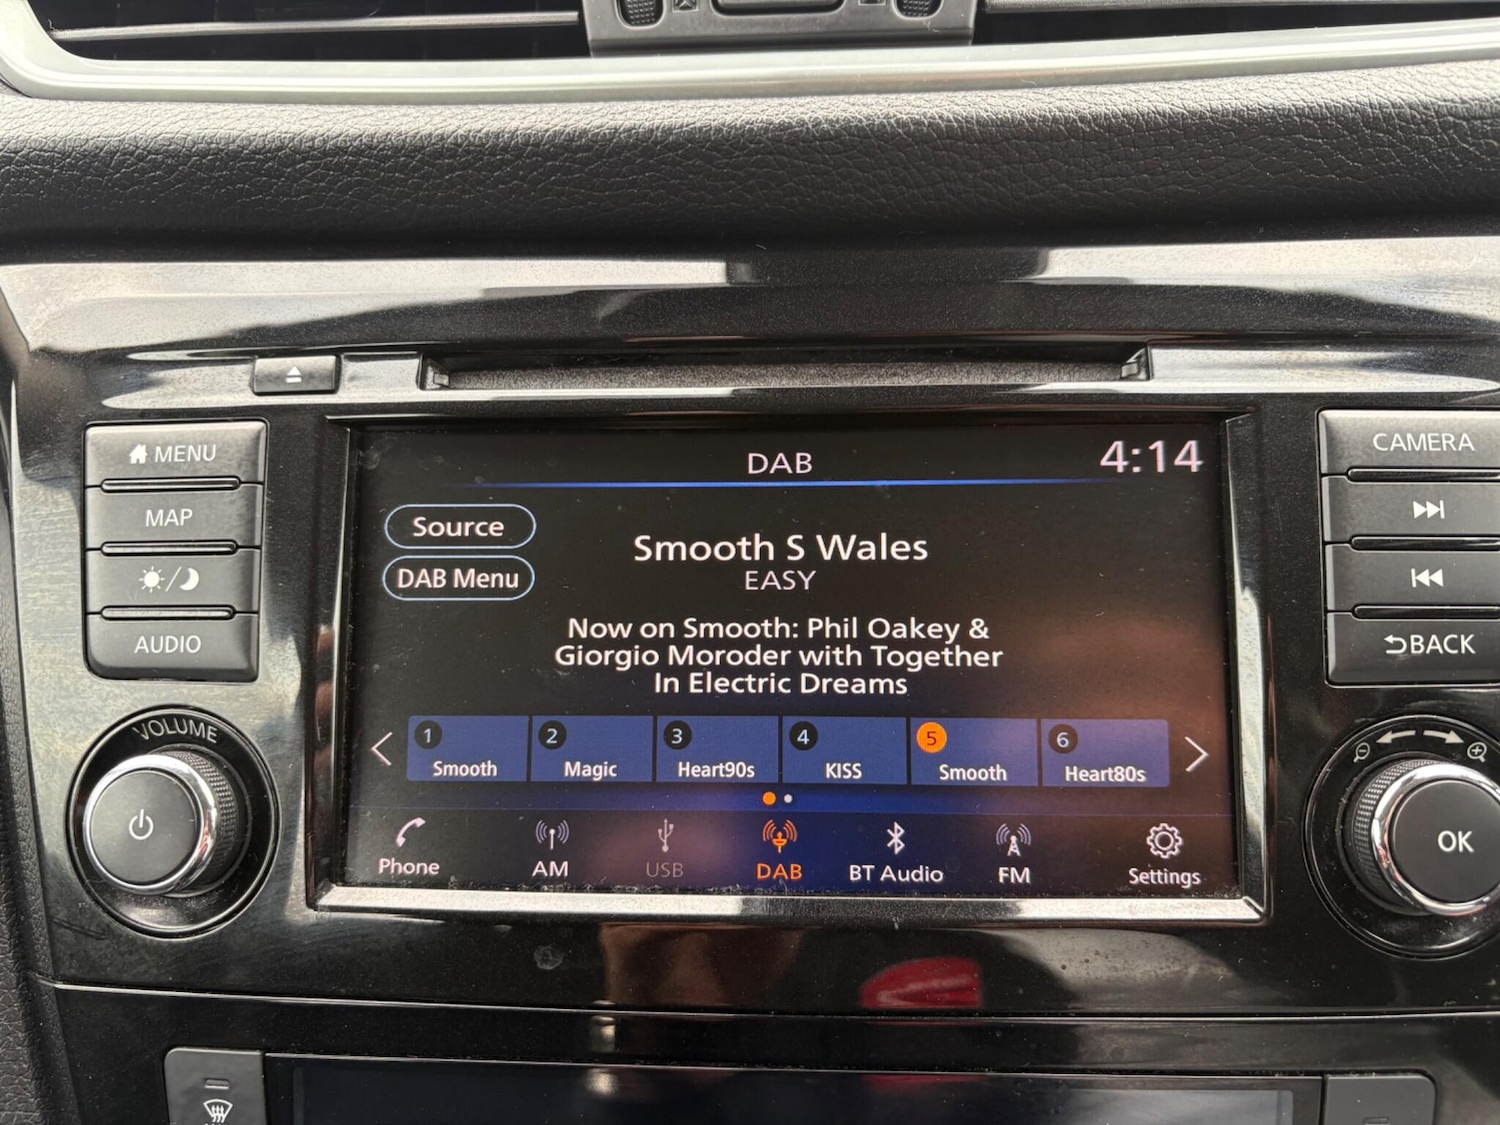 MENU
MAP
AUDIO
VOLUME
DAB
4:14
Source
DAB Menu
Smooth S Wales
EASY
Now on Smooth: Phil Oakey &
Giorgio Moroder with Together
In Electric Dreams
1 2 3 4 5 6
Smooth Magic Heart90s KISS Smooth Heart80s
Phone AM USB DAB BT Audio FM Settings
CAMERA
BACK
OK